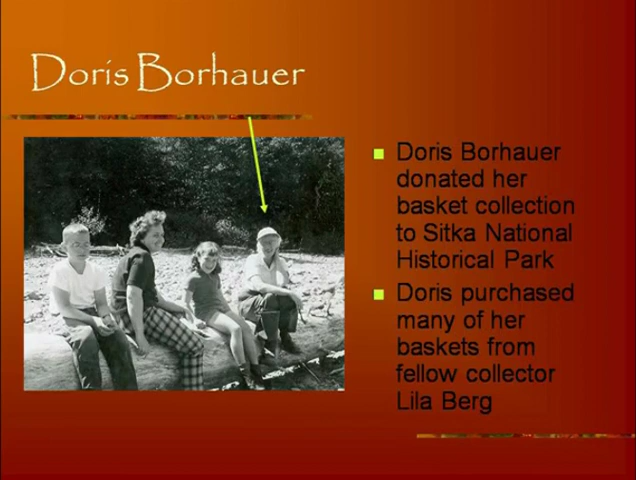 Doris Borhauer
Doris Borhauer
donated her
basket collection
to Sitka National
Historical Park
Doris purchased
many of her
baskets from
fellow collector
Lila Berg